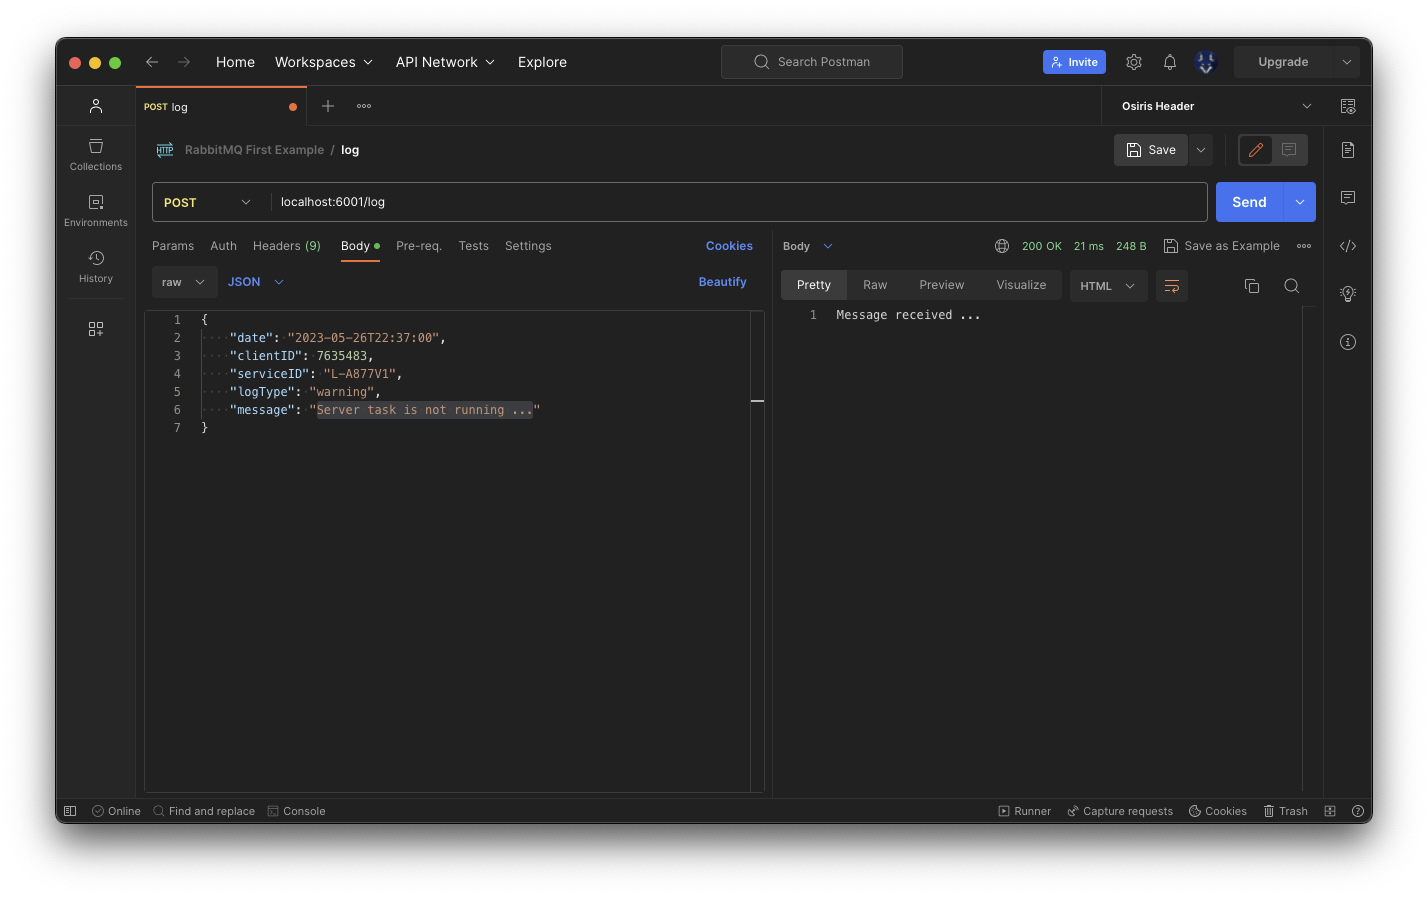 Home Workspaces API Network Explore Search Postman Invite Upgrade
POST log Osiris Header
Collections
Environments
History
HTTP RabbitMQ First Example / log Save
POST localhost:6001/log Send
Params Auth Headers (9) Body Pre-req. Tests Settings Cookies
raw JSON Beautify
1 {
2 "date": "2023-05-26T22:37:00",
3 "clientID": 7635483,
4 "serviceID": "L-A877V1",
5 "logType": "warning",
6 "message": "Server task is not running ..."
7 }
Body 200 OK 21 ms 248 B Save as Example
Pretty Raw Preview Visualize HTML
1 Message received ...
Online Find and replace Console Runner Capture requests Cookies Trash